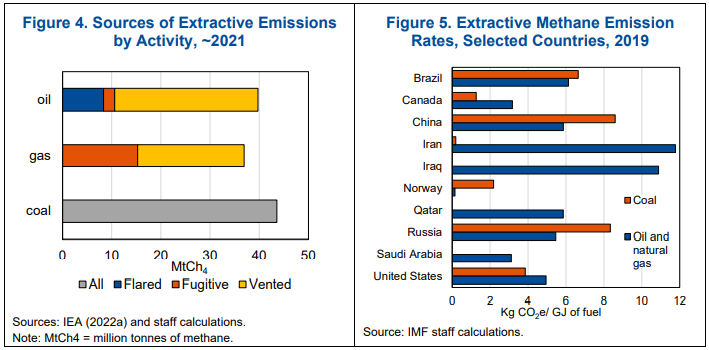 Figure 4. Sources of Extractive Emissions
by Activity, ~2021
oil
gas
coal
0 10 20 30 40 50
MtCh4
All Flared Fugitive Vented
Sources: IEA (2022a) and staff calculations.
Note: MtCh4 = million tonnes of methane.
Figure 5. Extractive Methane Emission
Rates, Selected Countries, 2019
Brazil
Canada
China
Iran
Iraq
Norway
Qatar
Russia
Saudi Arabia
United States
Coal
Oil and
natural
gas
0 2 4 6 8 10 12
Kg CO2e/ GJ of fuel
Source: IMF staff calculations.